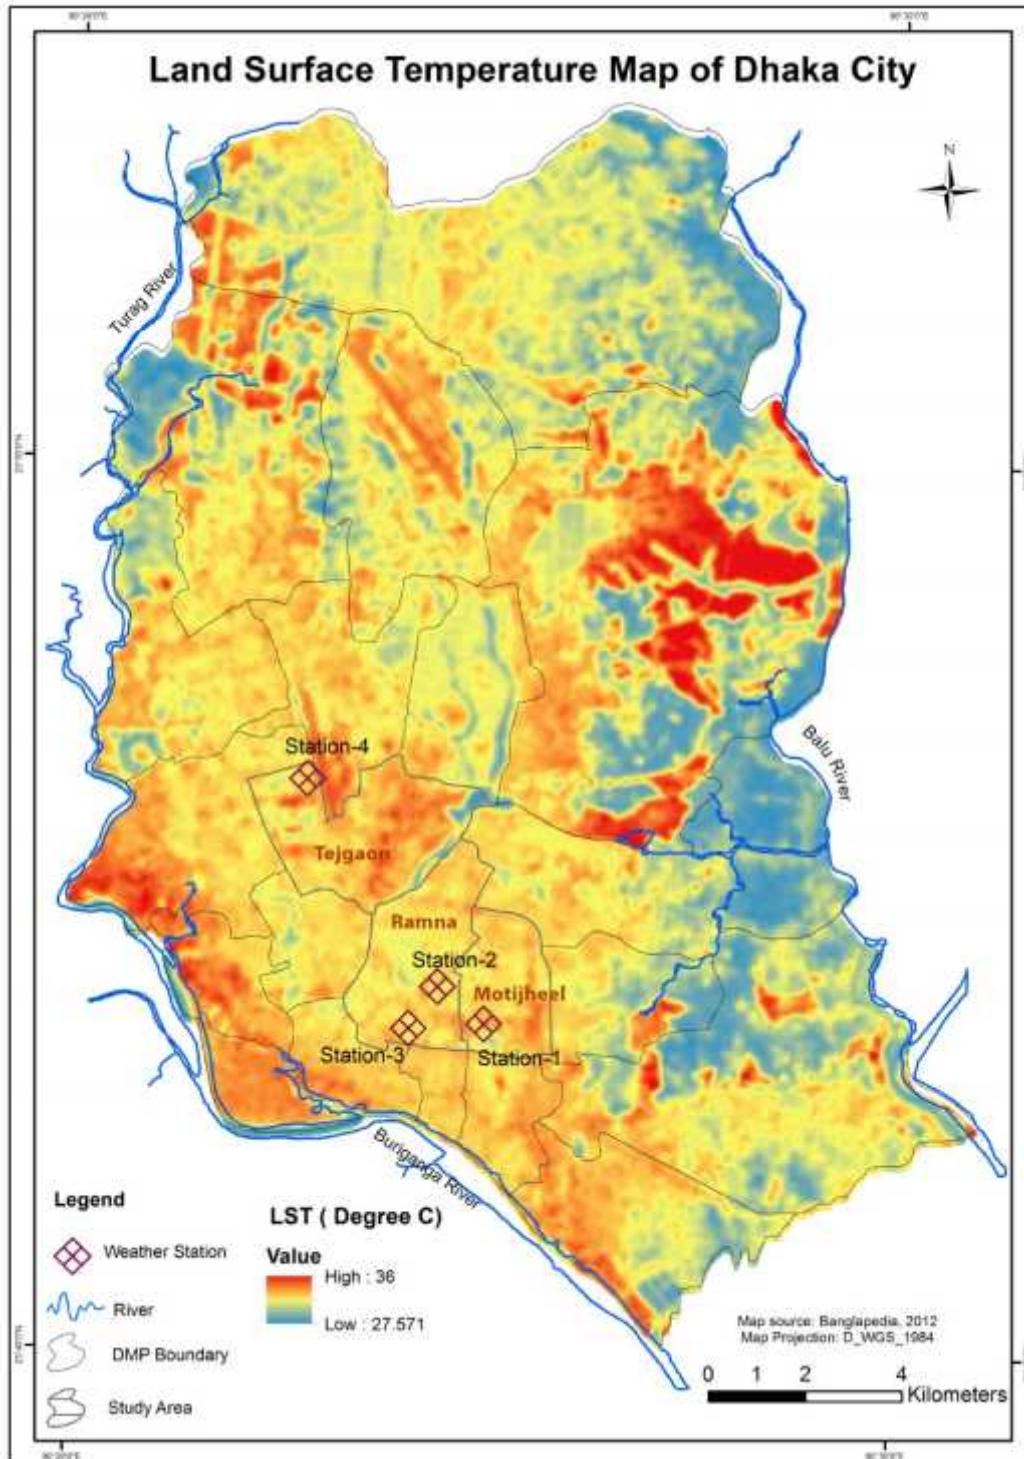 Land Surface Temperature Map of Dhaka City
N
Turag River
Balu River
Station-4
Tejgaon
Ramna
Station-2
Motijheel
Station-3
Station-1
Buriganga River
Legend
Weather Station
River
DMP Boundary
Study Area
LST ( Degree C)
Value
High : 36
Low : 27.571
Map source: Banglapedia, 2012
Map Projection: D_WGS_1984
0 1 2 4
Kilometers